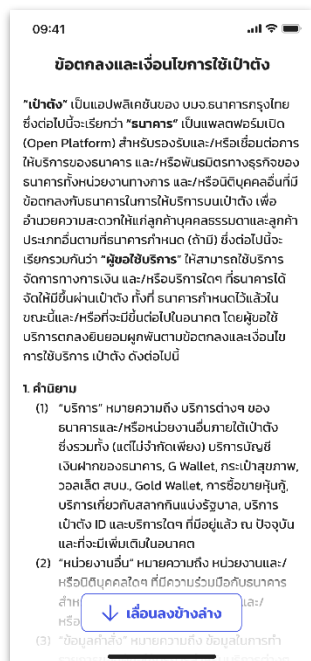 09:41
ข้อตกลงและเงื่อนไขการใช้เป๋าตัง
“เป๋าตัง” เป็นแอปพลิเคชันของ บมจ.ธนาคารกรุงไทย
ซึ่งต่อไปนี้จะเรียกว่า “ธนาคาร” เป็นแพลตฟอร์มเปิด
(Open Platform) สำหรับรองรับและ/หรือเชื่อมต่อการ
ให้บริการของธนาคาร และ/หรือพันธมิตรทางธุรกิจของ
ธนาคารทั้งหน่วยงานทางการ และ/หรือนิติบุคคลอื่นที่มี
ข้อตกลงกับธนาคารในการให้บริการบนเป๋าตัง เพื่อ
อำนวยความสะดวกให้แก่ลูกค้าบุคคลธรรมดาและลูกค้า
ประเภทอื่นตามที่ธนาคารกำหนด (ถ้ามี) ซึ่งต่อไปนี้จะ
เรียกรวมกันว่า “ผู้ขอใช้บริการ” ให้สามารถใช้บริการ
จัดการทางการเงิน และ/หรือบริการใดๆ ที่ธนาคารได้
จัดให้มีขึ้นผ่านเป๋าตัง ทั้งที่ ธนาคารกำหนดไว้แล้วใน
ขณะนี้และ/หรือที่จะมีขึ้นต่อไปในอนาคต โดยผู้ขอใช้
บริการตกลงยินยอมผูกพันตามข้อตกลงและเงื่อนไข
การใช้บริการ เป๋าตัง ดังต่อไปนี้
1. คำนิยาม
(1) “บริการ” หมายความถึง บริการต่างๆ ของ
ธนาคารและ/หรือหน่วยงานอื่นภายใต้เป๋าตัง
ซึ่งรวมทั้ง (แต่ไม่จำกัดเพียง) บริการบัญชี
เงินฝากของธนาคาร, G Wallet, กระเป๋าสุขภาพ,
วอลเล็ต สบม., Gold Wallet, การซื้อขายหุ้นกู้,
บริการเกี่ยวกับสลากกินแบ่งรัฐบาล, บริการ
เป๋าตัง ID และบริการใดๆ ที่มีอยู่แล้ว ณ ปัจจุบัน
และที่จะมีเพิ่มเติมในอนาคต
(2) “หน่วยงานอื่น” หมายความถึง หน่วยงานและ/
หรือนิติบุคคลใดๆ ที่มีความร่วมมือกับธนาคาร
และ/
หรือ
เลื่อนลงข้างล่าง
(3) “ข้อมูลคำสั่ง” หมายความถึง ข้อมูลในการทำ